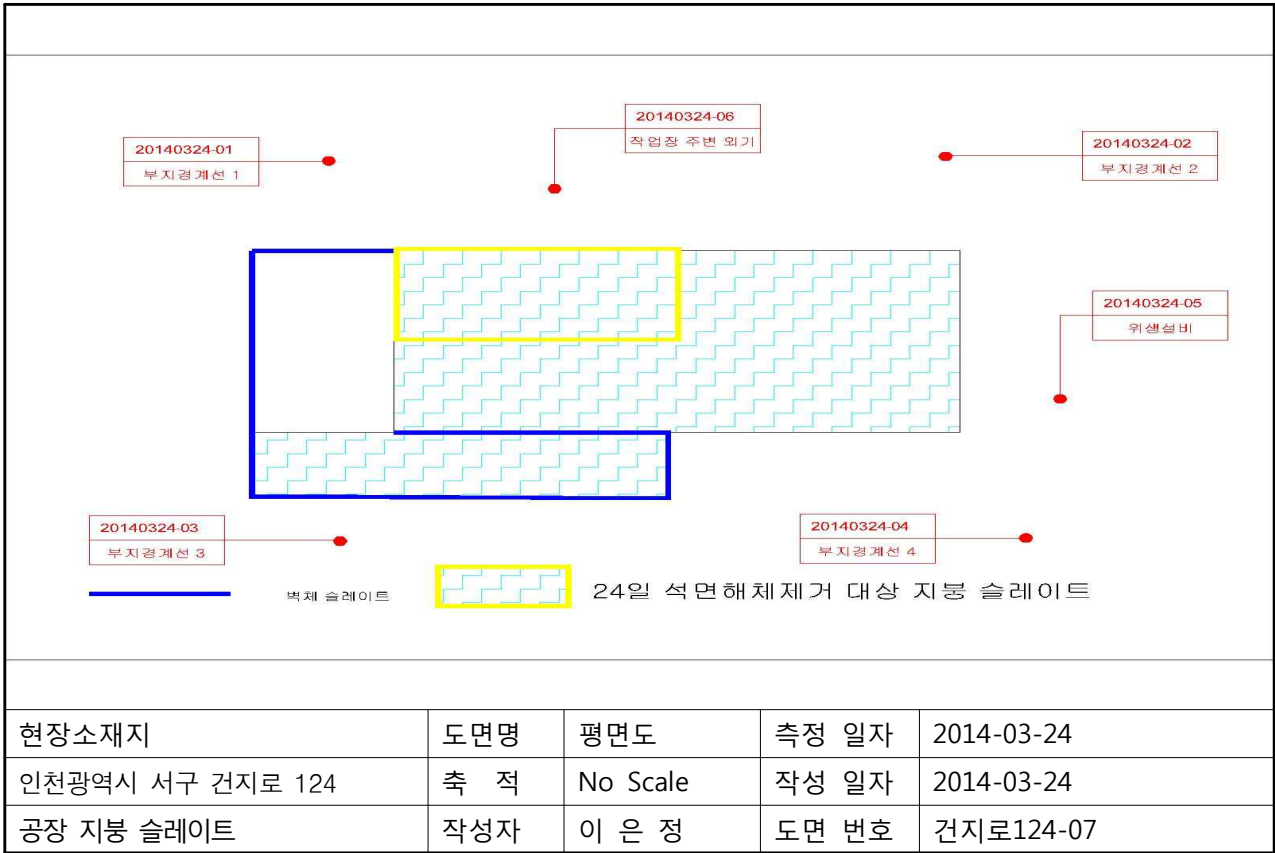 20140324-06
작업장 주변 외기
20140324-01
부지경계선 1
20140324-02
부지경계선 2
20140324-05
위생설비
20140324-03
부지경계선 3
20140324-04
부지경계선 4
벽체 슬레이트
24일 석면해체제거 대상 지붕 슬레이트
현장소재지 도면명 평면도 측정 일자 2014-03-24
인천광역시 서구 건지로 124 축 적 No Scale 작성 일자 2014-03-24
공장 지붕 슬레이트 작성자 이 은 정 도면 번호 건지로124-07